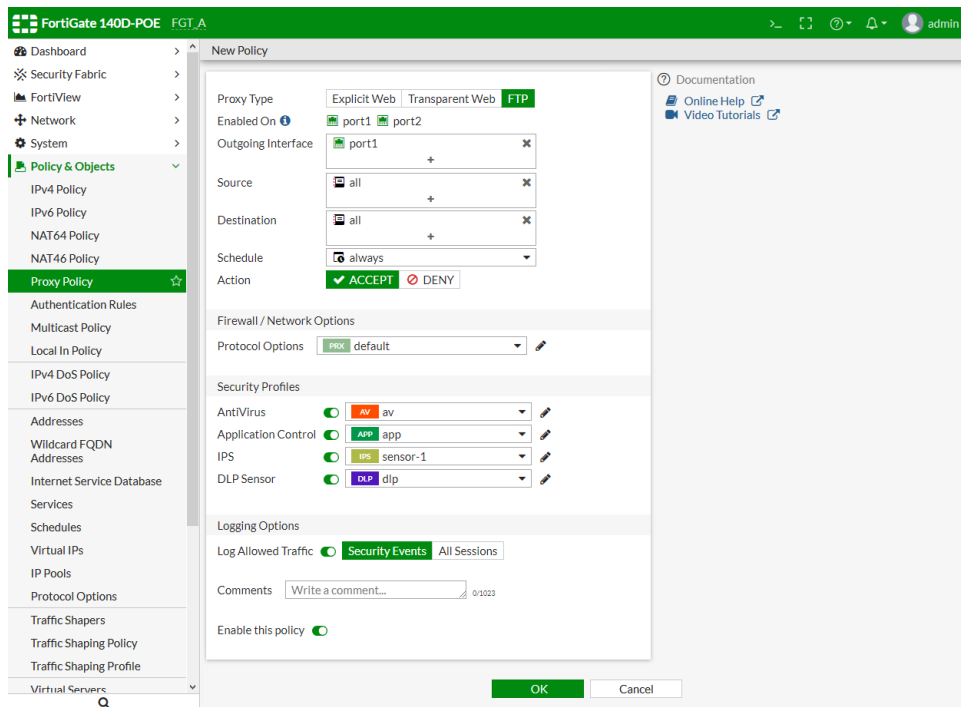 FortiGate 140D-POE FGT_A
>_ admin
Dashboard
Security Fabric
FortiView
Network
System
Policy & Objects
IPv4 Policy
IPv6 Policy
NAT64 Policy
NAT46 Policy
Proxy Policy
Authentication Rules
Multicast Policy
Local In Policy
IPv4 DoS Policy
IPv6 DoS Policy
Addresses
Wildcard FQDN
Addresses
Internet Service Database
Services
Schedules
Virtual IPs
IP Pools
Protocol Options
Traffic Shapers
Traffic Shaping Policy
Traffic Shaping Profile
Virtual Servers
New Policy
Proxy Type Explicit Web Transparent Web FTP
Enabled On port1 port2
Outgoing Interface port1
+
Source all
+
Destination all
+
Schedule always
Action ACCEPT DENY
Firewall / Network Options
Protocol Options PRX default
Security Profiles
AntiVirus AV av
Application Control APP app
IPS IPS sensor-1
DLP Sensor DLP dlp
Logging Options
Log Allowed Traffic Security Events All Sessions
Comments Write a comment... 0/1023
Enable this policy
OK Cancel
Documentation
Online Help
Video Tutorials